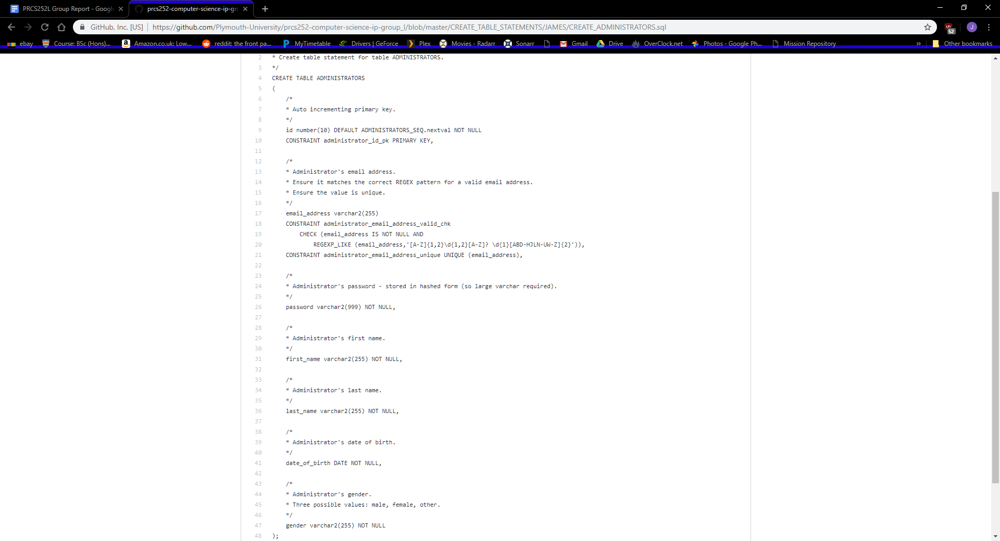 PRCS252L Group Report - Googl
prcs252-computer-science-ip-gr
GitHub, Inc. [US]
https://github.com/Plymouth-University/prcs252-computer-science-ip-group_l/blob/master/CREATE_TABLE_STATEMENTS/JAMES/CREATE_ADMINISTRATORS.sql
52
J
ebay
Course: BSc (Hons)...
Amazon.co.uk: Low...
reddit: the front pa...
MyTimetable
Drivers | GeForce
Plex
Movies - Radarr
Sonarr
Gmail
Drive
OverClock.net
Photos - Google Ph...
Mission Repository
»
Other bookmarks
2 * Create table statement for table ADMINISTRATORS.
3 */
4 CREATE TABLE ADMINISTRATORS
5 (
6 /*
7 * Auto incrementing primary key.
8 */
9 id number(10) DEFAULT ADMINISTRATORS_SEQ.nextval NOT NULL
10 CONSTRAINT administrator_id_pk PRIMARY KEY,
11
12 /*
13 * Administrator's email address.
14 * Ensure it matches the correct REGEX pattern for a valid email address.
15 * Ensure the value is unique.
16 */
17 email_address varchar2(255)
18 CONSTRAINT administrator_email_address_valid_chk
19 CHECK (email_address IS NOT NULL AND
20 REGEXP_LIKE (email_address,'[A-Z]{1,2}\d{1,2}[A-Z]? \d{1}[ABD-HJLN-UW-Z]{2}')),
21 CONSTRAINT administrator_email_address_unique UNIQUE (email_address),
22
23 /*
24 * Administrator's password - stored in hashed form (so large varchar required).
25 */
26 password varchar2(999) NOT NULL,
27
28 /*
29 * Administrator's first name.
30 */
31 first_name varchar2(255) NOT NULL,
32
33 /*
34 * Administrator's last name.
35 */
36 last_name varchar2(255) NOT NULL,
37
38 /*
39 * Administrator's date of birth.
40 */
41 date_of_birth DATE NOT NULL,
42
43 /*
44 * Administrator's gender.
45 * Three possible values: male, female, other.
46 */
47 gender varchar2(255) NOT NULL
48 );